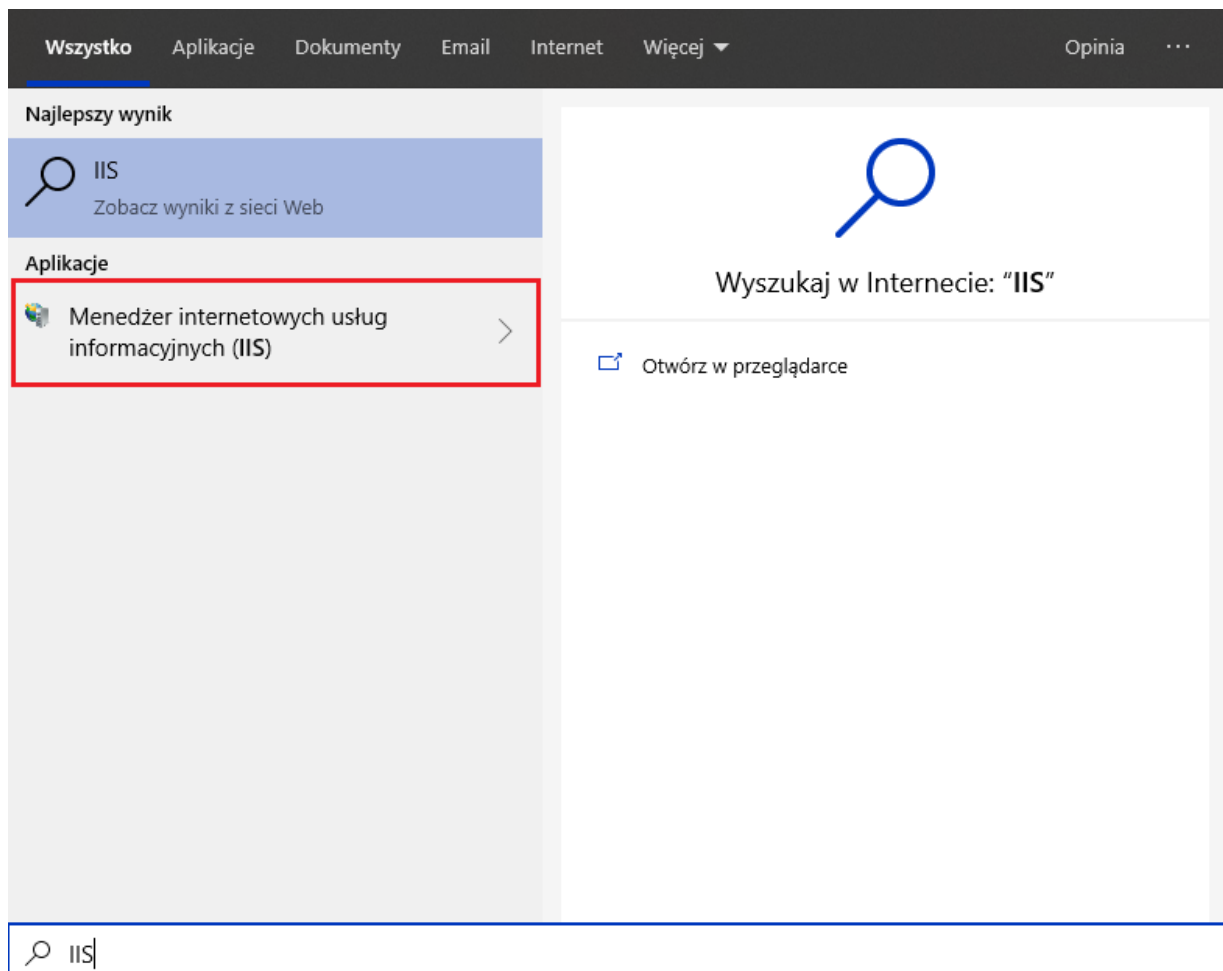 Wszystko Aplikacje Dokumenty Email Internet Więcej Opinia ···
Najlepszy wynik
IIS
Zobacz wyniki z sieci Web
Aplikacje
Menedżer internetowych usług
informacyjnych (IIS)
Wyszukaj w Internecie: “IIS”
Otwórz w przeglądarce
IIS